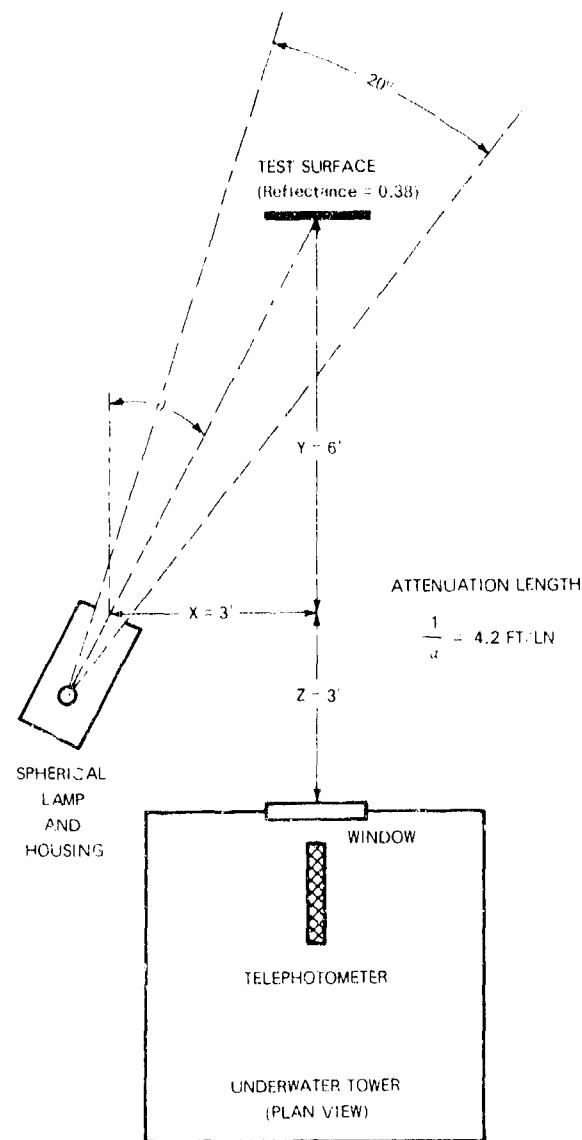 20°
TEST SURFACE
(Reflectance = 0.38)
θ
Y = 6'
ATTENUATION LENGTH
X = 3'
1
α
= 4.2 FT/LN
Z = 3'
SPHERICAL
LAMP
AND
HOUSING
WINDOW
TELEPHOTOMETER
UNDERWATER TOWER
(PLAN VIEW)